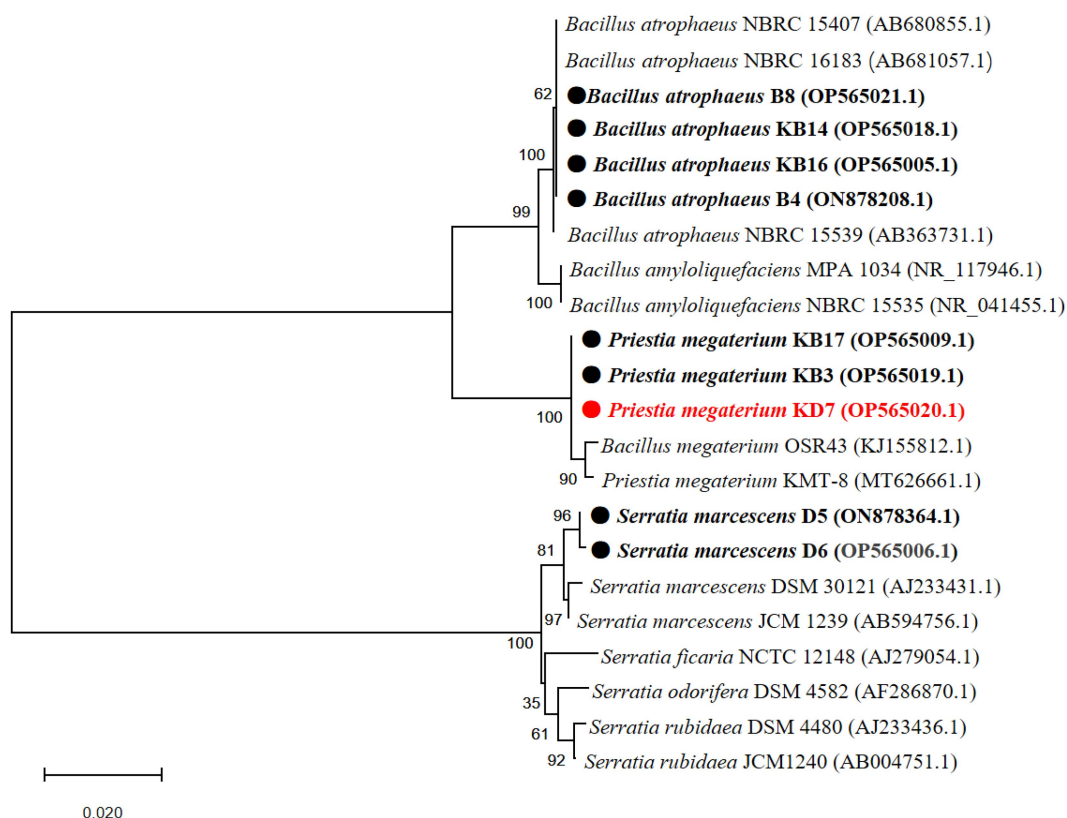 Bacillus atrophaeus NBRC 15407 (AB680855.1)
Bacillus atrophaeus NBRC 16183 (AB681057.1)
62
Bacillus atrophaeus B8 (OP565021.1)
Bacillus atrophaeus KB14 (OP565018.1)
100
Bacillus atrophaeus KB16 (OP565005.1)
Bacillus atrophaeus B4 (ON878208.1)
99
Bacillus atrophaeus NBRC 15539 (AB363731.1)
Bacillus amyloliquefaciens MPA 1034 (NR_117946.1)
100
Bacillus amyloliquefaciens NBRC 15535 (NR_041455.1)
Priestia megaterium KB17 (OP565009.1)
Priestia megaterium KB3 (OP565019.1)
100
Priestia megaterium KD7 (OP565020.1)
Bacillus megaterium OSR43 (KJ155812.1)
90
Priestia megaterium KMT-8 (MT626661.1)
96
Serratia marcescens D5 (ON878364.1)
81
Serratia marcescens D6 (OP565006.1)
Serratia marcescens DSM 30121 (AJ233431.1)
97
Serratia marcescens JCM 1239 (AB594756.1)
100
Serratia ficaria NCTC 12148 (AJ279054.1)
Serratia odorifera DSM 4582 (AF286870.1)
35
Serratia rubidaea DSM 4480 (AJ233436.1)
61
Serratia rubidaea JCM1240 (AB004751.1)
92
0.020